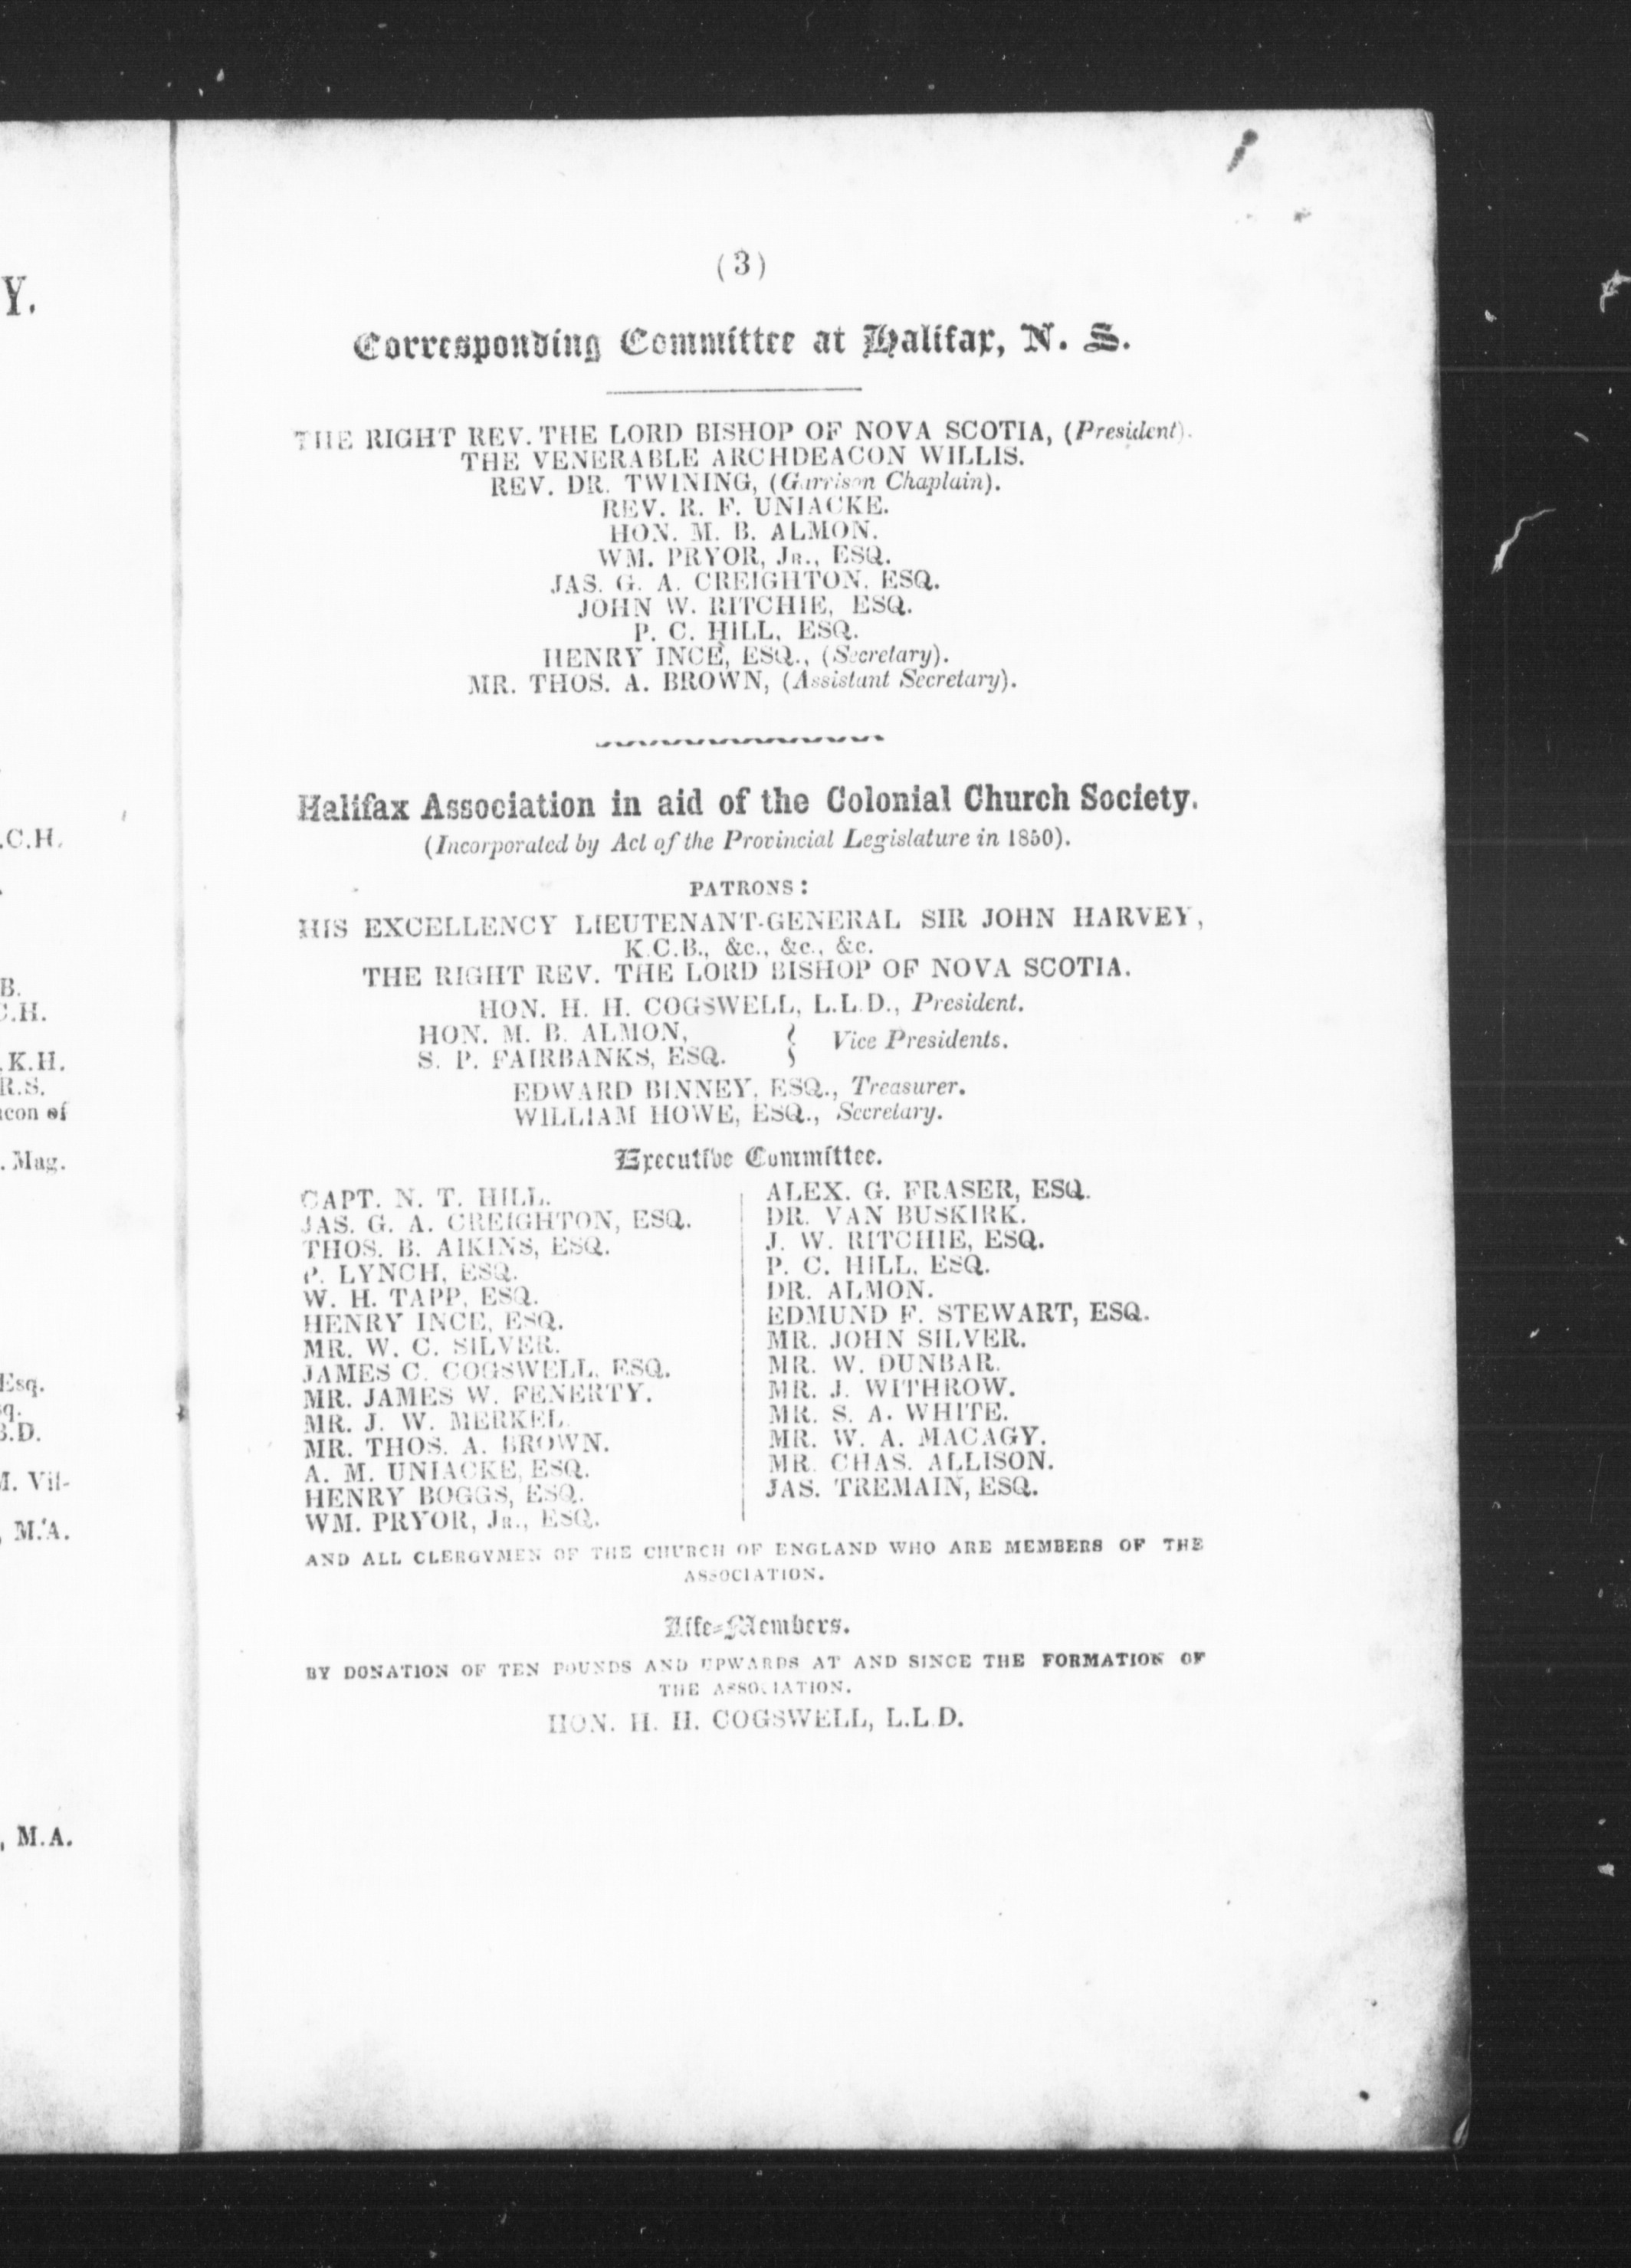 (3)
Corresponding Committee at Halifax, N. S.
THE RIGHT REV. THE LORD BISHOP OF NOVA SCOTIA, (President).
THE VENERABLE ARCHDEACON WILLIS.
REV. DR. TWINING, (Garrison Chaplain).
REV. R. F. UNIACKE.
HON. M. B. ALMON.
WM. PRYOR, JR., ESQ.
JAS. G. A. CREIGHTON, ESQ.
JOHN W. RITCHIE, ESQ.
P. C. HILL, ESQ.
HENRY INCE, ESQ., (Secretary).
MR. THOS. A. BROWN, (Assistant Secretary).
Halifax Association in aid of the Colonial Church Society.
(Incorporated by Act of the Provincial Legislature in 1850).
PATRONS:
HIS EXCELLENCY LIEUTENANT-GENERAL SIR JOHN HARVEY,
K.C.B., &c., &c., &c.
THE RIGHT REV. THE LORD BISHOP OF NOVA SCOTIA.
HON. H. H. COGSWELL, L.L.D., President.
HON. M. B. ALMON,
S. P. FAIRBANKS, ESQ. } Vice Presidents.
EDWARD BINNEY, ESQ., Treasurer.
WILLIAM HOWE, ESQ., Secretary.
Executive Committee.
CAPT. N. T. HILL.
JAS. G. A. CREIGHTON, ESQ.
THOS. B. AIKINS, ESQ.
P. LYNCH, ESQ.
W. H. TAPP, ESQ.
HENRY INCE, ESQ.
MR. W. C. SILVER.
JAMES C. COGSWELL, ESQ.
MR. JAMES W. FENERTY.
MR. J. W. MERKEL.
MR. THOS. A. BROWN.
A. M. UNIACKE, ESQ.
HENRY BOGGS, ESQ.
WM. PRYOR, JR., ESQ.
ALEX. G. FRASER, ESQ.
DR. VAN BUSKIRK.
J. W. RITCHIE, ESQ.
P. C. HILL, ESQ.
DR. ALMON.
EDMUND F. STEWART, ESQ.
MR. JOHN SILVER.
MR. W. DUNBAR.
MR. J. WITHROW.
MR. S. A. WHITE.
MR. W. A. MACAGY.
MR. CHAS. ALLISON.
JAS. TREMAIN, ESQ.
AND ALL CLERGYMEN OF THE CHURCH OF ENGLAND WHO ARE MEMBERS OF THE
ASSOCIATION.
Life-Members.
BY DONATION OF TEN POUNDS AND UPWARDS AT AND SINCE THE FORMATION OF
THE ASSOCIATION.
HON. H. H. COGSWELL, L.L.D.
Y.
.C.H.
B.
C.H.
.K.H.
R.S.
acon of
. Mag.
Esq.
sq.
B.D.
M. Vil-
, M.A.
, M.A.